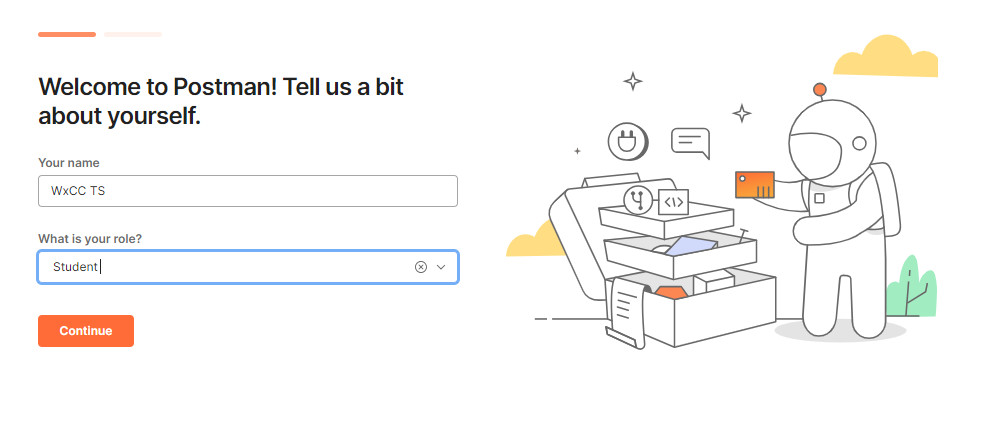 Welcome to Postman! Tell us a bit
about yourself.
Your name
WxCC TS
What is your role?
Student
Continue